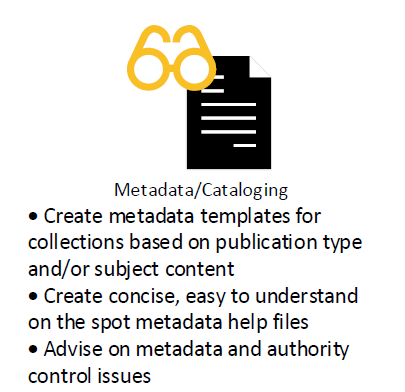 Metadata/Cataloging
• Create metadata templates for
collections based on publication type
and/or subject content
• Create concise, easy to understand
on the spot metadata help files
• Advise on metadata and authority
control issues